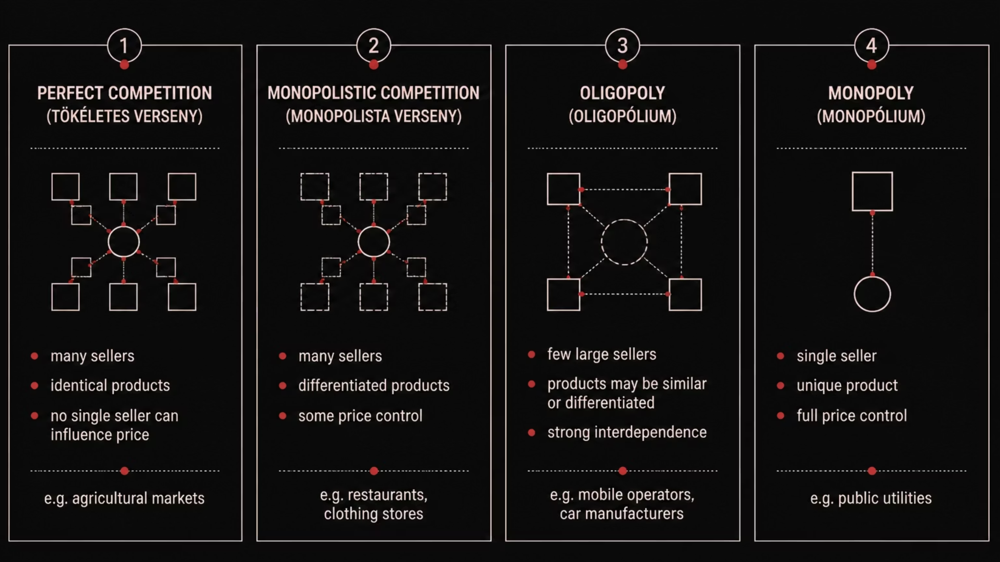 1
PERFECT COMPETITION
(TÖKÉLETES VERSENY)
many sellers
identical products
no single seller can
influence price
e.g. agricultural markets
2
MONOPOLISTIC COMPETITION
(MONOPOLISTA VERSENY)
many sellers
differentiated products
some price control
e.g. restaurants,
clothing stores
3
OLIGOPOLY
(OLIGOPÓLIUM)
few large sellers
products may be similar
or differentiated
strong interdependence
e.g. mobile operators,
car manufacturers
4
MONOPOLY
(MONOPÓLIUM)
single seller
unique product
full price control
e.g. public utilities